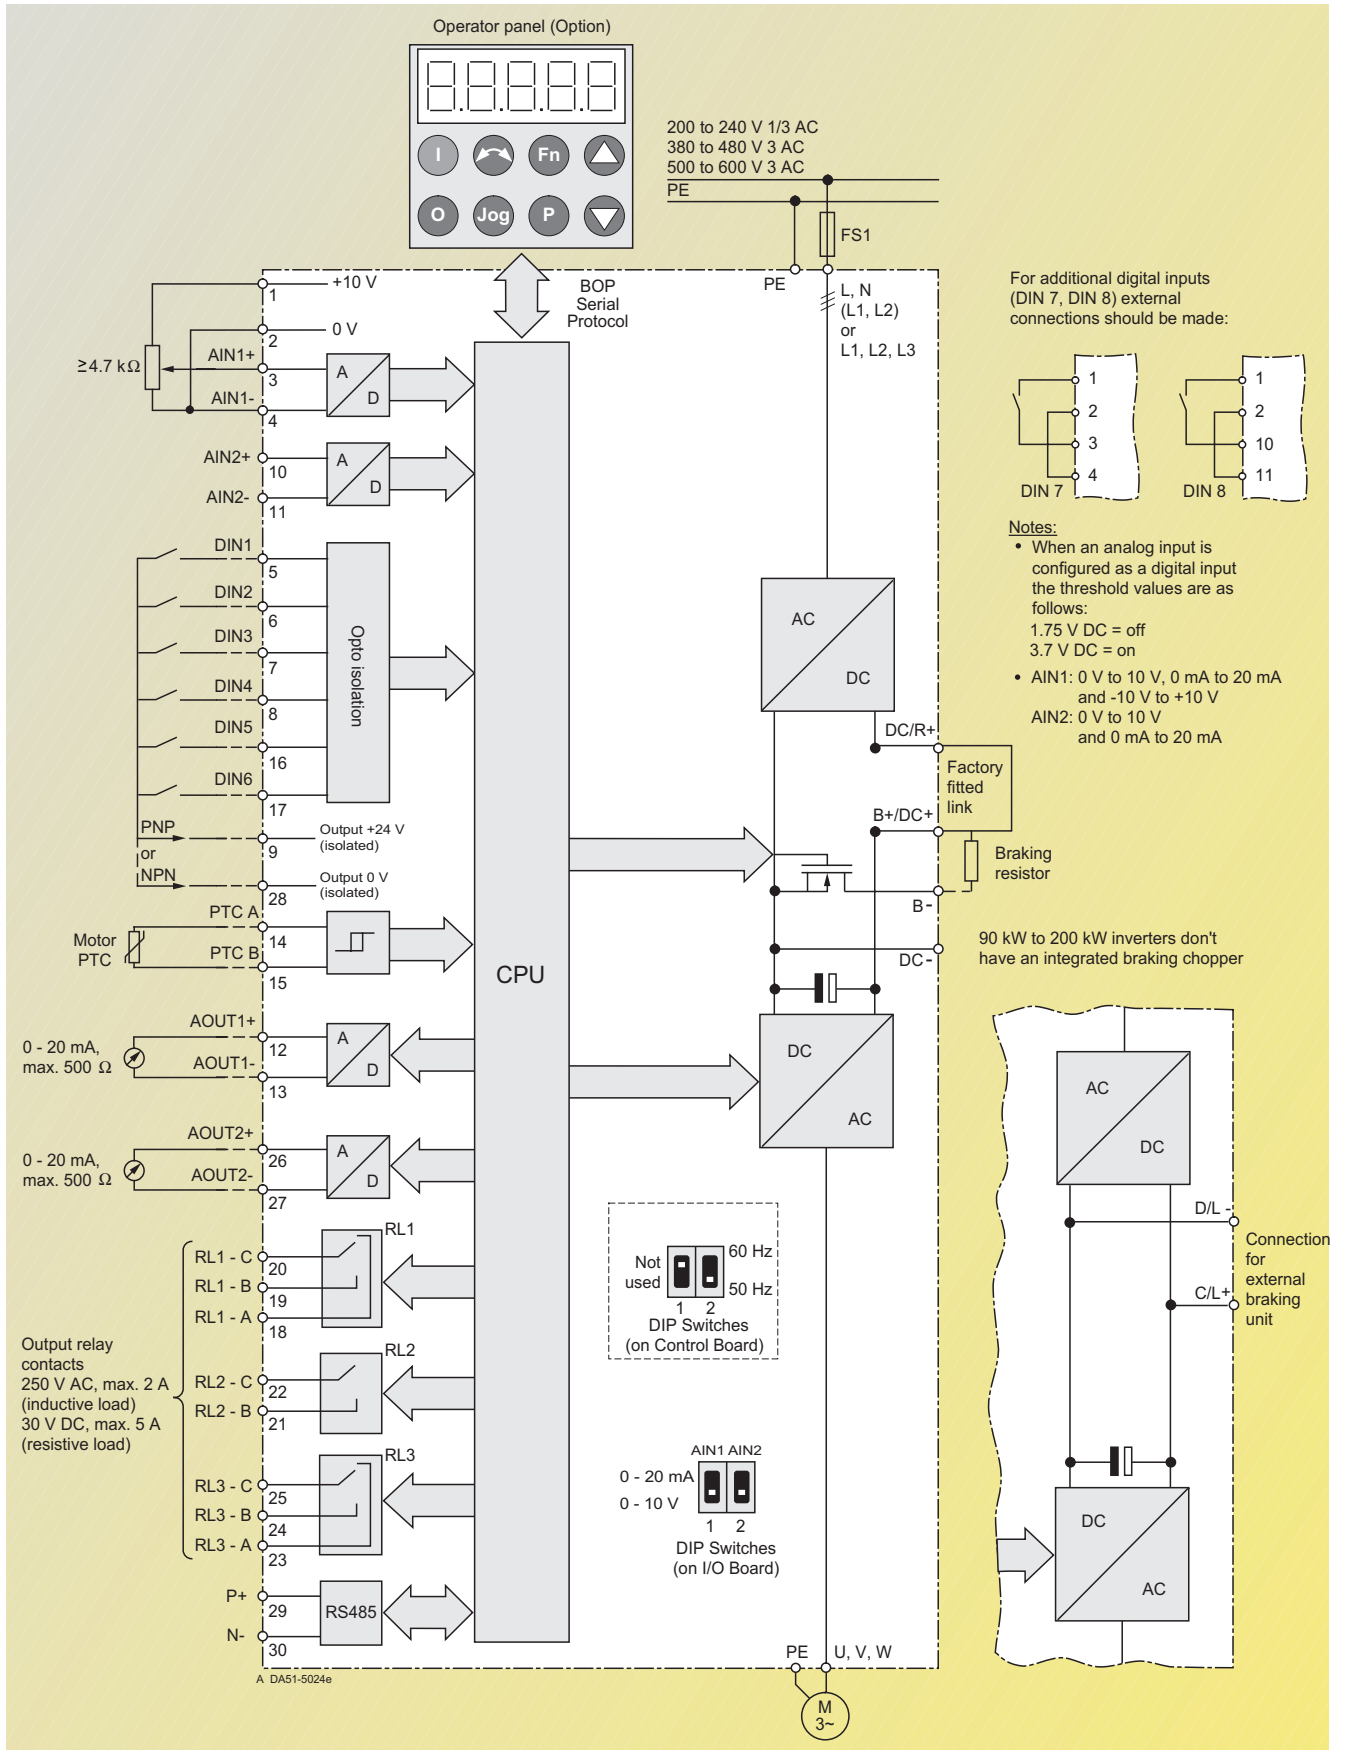 Operator panel (Option)
I
Fn
O
Jog
P
200 to 240 V 1/3 AC
380 to 480 V 3 AC
500 to 600 V 3 AC
PE
FS1
PE
BOP
Serial
Protocol
L, N
(L1, L2)
or
L1, L2, L3
1
+10 V
2
0 V
≥4.7 kΩ
AIN1+
3
AIN1-
4
A
D
AIN2+
10
AIN2-
11
A
D
DIN1
5
DIN2
6
DIN3
7
DIN4
8
DIN5
16
DIN6
17
Opto isolation
PNP
or
NPN
9
Output +24 V
(isolated)
28
Output 0 V
(isolated)
Motor
PTC
PTC A
14
PTC B
15
CPU
0 - 20 mA,
max. 500 Ω
AOUT1+
12
AOUT1-
13
A
D
0 - 20 mA,
max. 500 Ω
AOUT2+
26
AOUT2-
27
A
D
Output relay
contacts
250 V AC, max. 2 A
(inductive load)
30 V DC, max. 5 A
(resistive load)
RL1
RL1 - C
20
RL1 - B
19
RL1 - A
18
RL2
RL2 - C
22
RL2 - B
21
RL3
RL3 - C
25
RL3 - B
24
RL3 - A
23
P+
29
N-
30
RS485
A DA51-5024e
AC
DC
DC/R+
Factory
fitted
link
B+/DC+
Braking
resistor
B-
DC-
DC
AC
Not
used
60 Hz
50 Hz
1 2
DIP Switches
(on Control Board)
AIN1 AIN2
0 - 20 mA
0 - 10 V
1 2
DIP Switches
(on I/O Board)
PE
U, V, W
M
3~
For additional digital inputs
(DIN 7, DIN 8) external
connections should be made:
1
2
3
4
DIN 7
1
2
10
11
DIN 8
Notes:
• When an analog input is
configured as a digital input
the threshold values are as
follows:
1.75 V DC = off
3.7 V DC = on
• AIN1: 0 V to 10 V, 0 mA to 20 mA
and -10 V to +10 V
AIN2: 0 V to 10 V
and 0 mA to 20 mA
90 kW to 200 kW inverters don't
have an integrated braking chopper
AC
DC
D/L -
Connection
for
external
braking
unit
C/L+
DC
AC